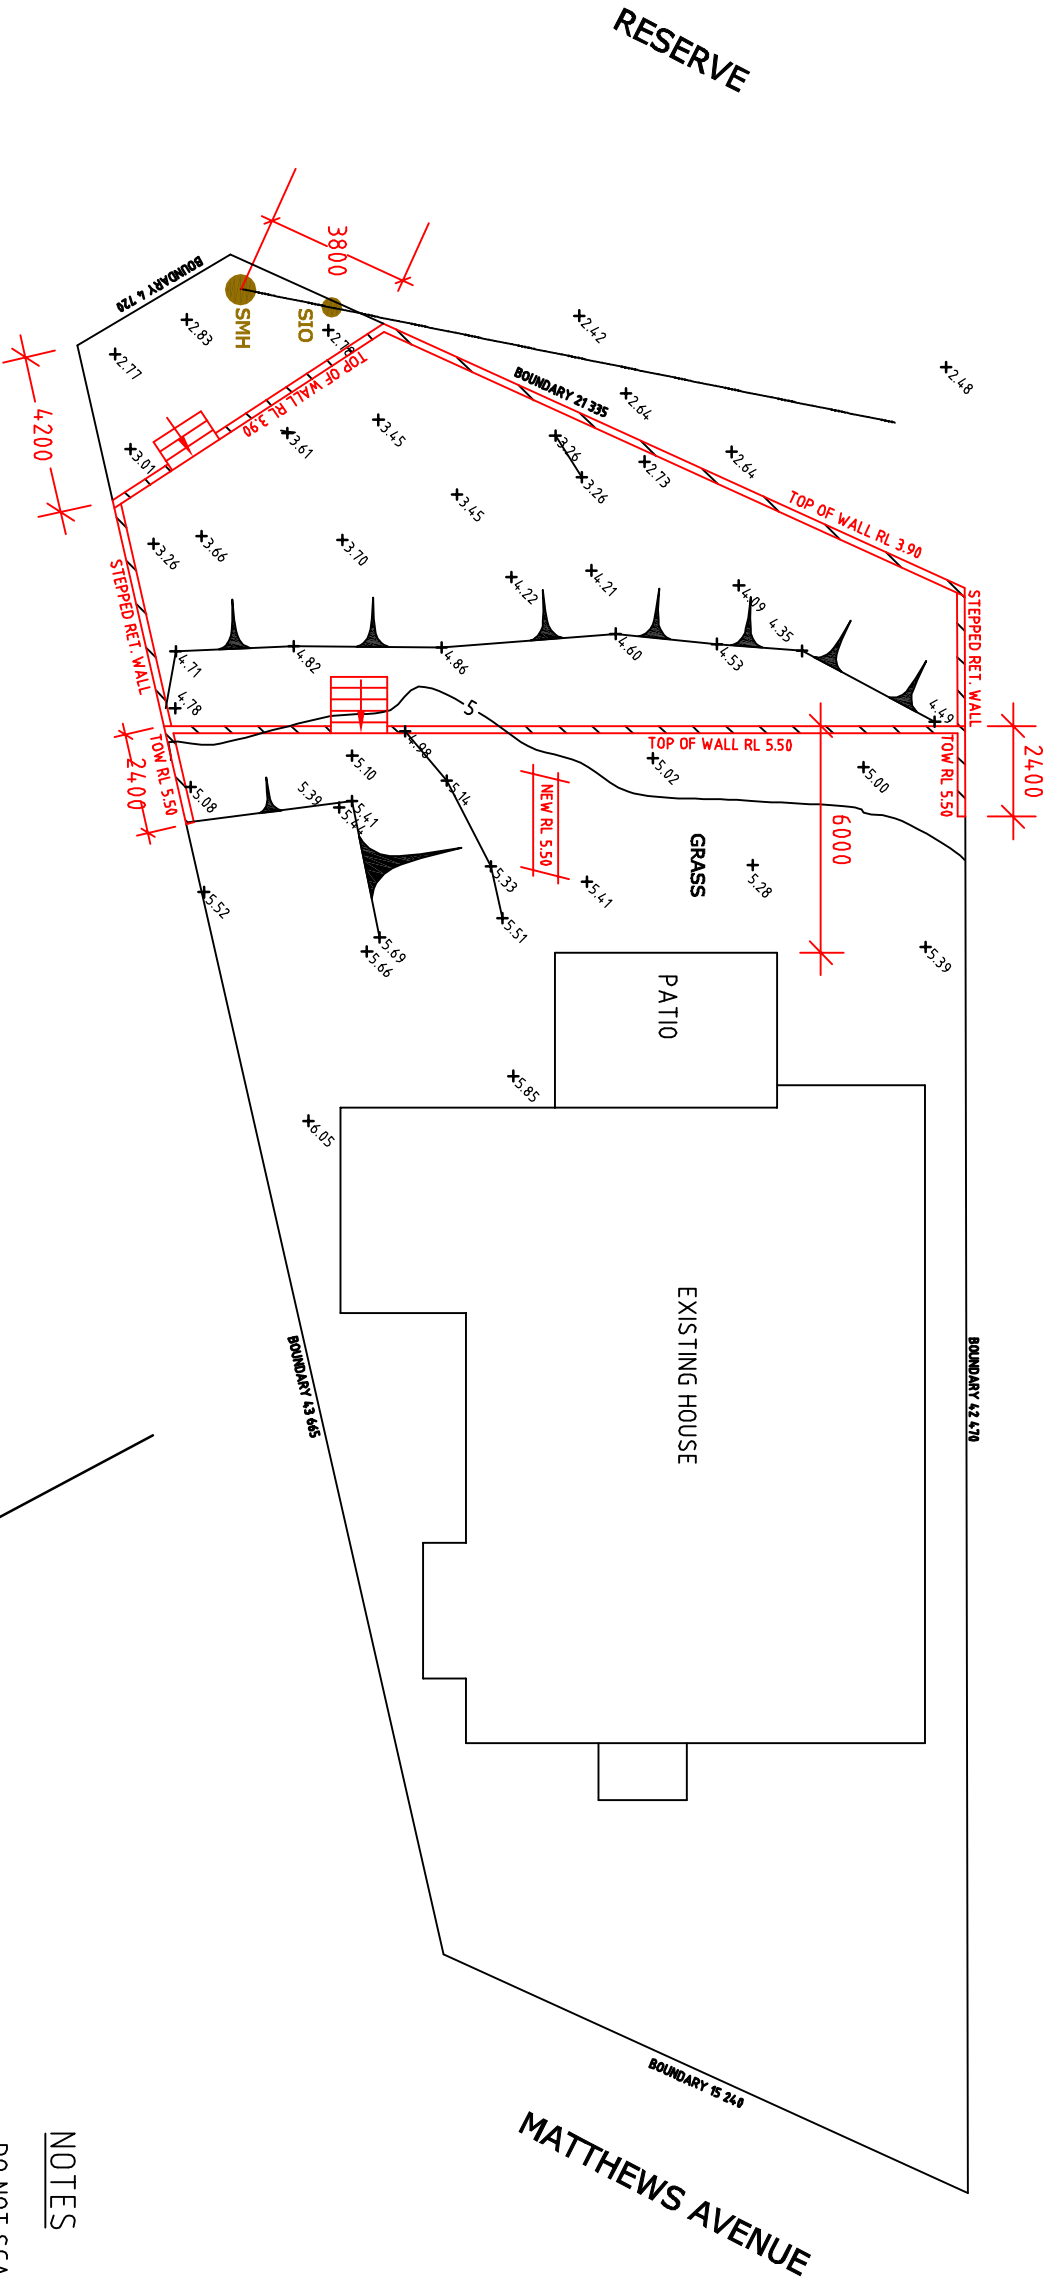 RESERVE
3800
BOUNDARY 4 720
SMH
SIO
2.83
2.78
2.77
2.42
2.48
TOP OF WALL RL 3.90
BOUNDARY 21 335
2.64
4200
3.01
3.61
3.45
3.26
3.26
2.73
2.64
3.45
TOP OF WALL RL 3.90
3.26
3.66
3.70
4.22
4.21
4.09
4.35
STEPPED RET. WALL
STEPPED RET. WALL
4.71
4.82
4.86
4.60
4.53
4.49
4.78
5
4.98
TOP OF WALL RL 5.50
TOW RL 5.50
TOW RL 5.50
2400
2400
5.10
5.02
5.00
5.08
5.39
5.41
5.44
5.14
NEW RL 5.50
6000
GRASS
5.33
5.41
5.28
5.52
5.51
5.39
5.69
5.66
PATIO
5.85
6.05
EXISTING HOUSE
BOUNDARY 43 665
BOUNDARY 42 470
BOUNDARY 15 240
MATTHEWS AVENUE
NOTES
DO NOT SCA